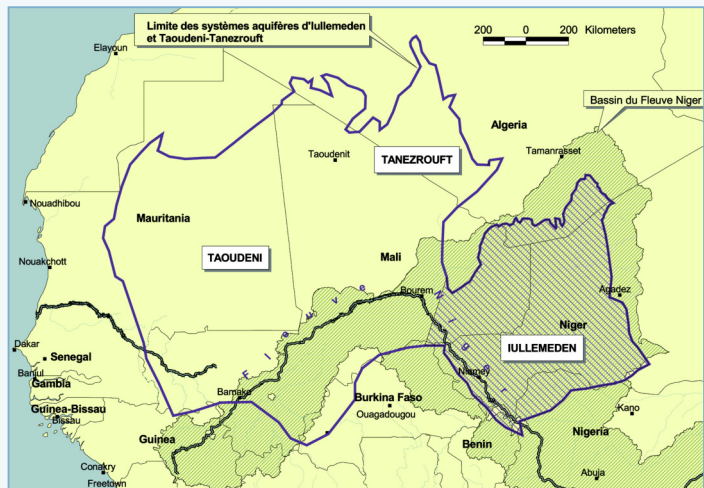 Limite des systèmes aquifères d'Iullemeden
et Taoudeni-Tanezrouft
200 0 200 Kilometers
Elayoun
Bassin du Fleuve Niger
Algeria
Tamanrasset
Taoudenit
TANEZROUFT
Nouadhibou
Mauritania
TAOUDENI
Mali
Nouakchott
Bourem
Agadez
Fleuve Niger
Niger
IULLEMEDEN
Dakar
Senegal
Banjul
Gambia
Niamey
Bamako
Burkina Faso
Ouagadougou
Kano
Guinea-Bissau
Bissau
Guinea
Benin
Nigeria
Conakry
Freetown
Abuja